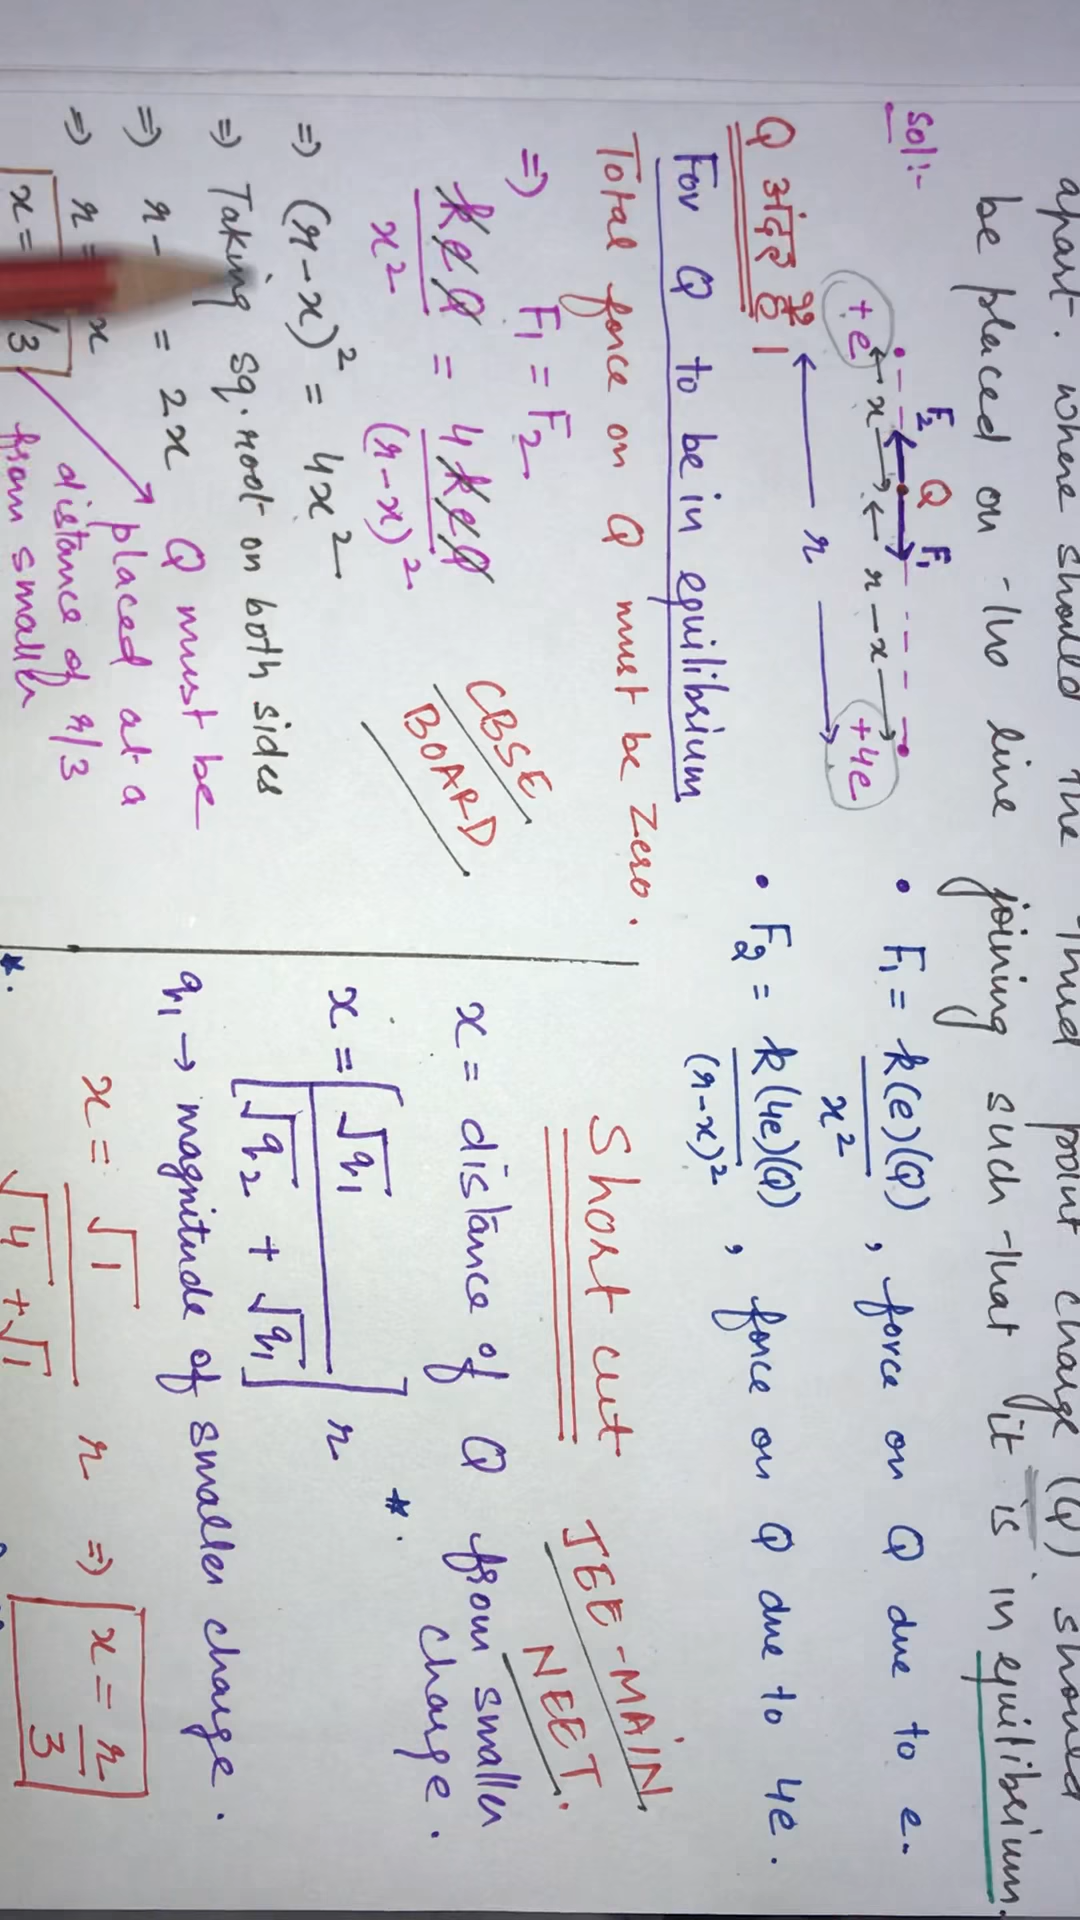 apart. Where should the third point charge (Q) should
be placed on the line joining such that it is in equilibrium.
Sol:-
F2 Q F1
+e x r-x +4e
r
Q अंदर है
• F1 = k(e)(Q)/x², force on Q due to e.
• F2 = k(4e)(Q)/(r-x)², force on Q due to 4e.
For Q to be in equilibrium
Total force on Q must be zero.
⇒ F1 = F2
keQ/x² = 4keQ/(r-x)²
CBSE
BOARD
⇒ (r-x)² = 4x²
⇒ Taking sq. root on both sides
⇒ r- = 2x
⇒ r = x
x = /3
Q must be
placed at a
distance of r/3
from smaller
Short cut
JEE-MAIN
NEET.
x = distance of Q from smaller
charge.
x = [√q1/(√q2 + √q1)] r *.
q1 → magnitude of smaller charge.
x = √1/(√4 + √1) r ⇒ x = r/3
*.